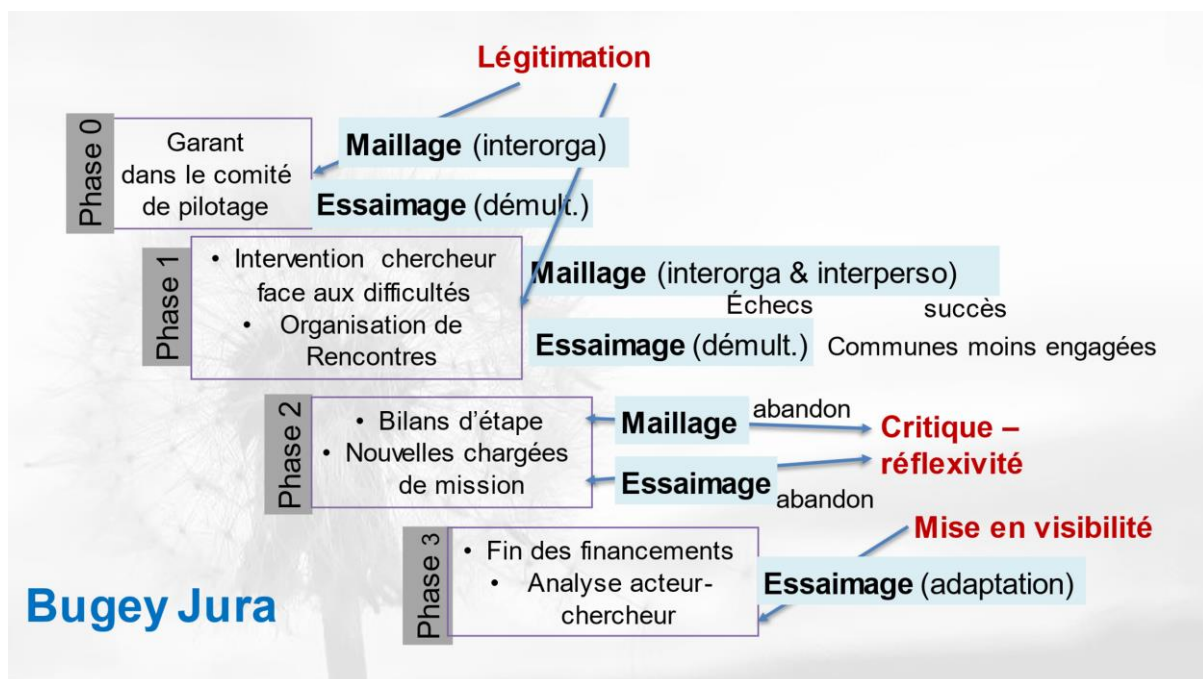 Légitimation
Phase 0
Garant
dans le comité
de pilotage
Maillage (interorga)
Essaimage (démult.)
Phase 1
• Intervention chercheur
face aux difficultés
• Organisation de
Rencontres
Maillage (interorga & interperso)
Échecs succès
Essaimage (démult.) Communes moins engagées
Phase 2
• Bilans d'étape
• Nouvelles chargées
de mission
Maillage abandon
Essaimage abandon
Critique –
réflexivité
Mise en visibilité
Phase 3
• Fin des financements
• Analyse acteur-
chercheur
Essaimage (adaptation)
Bugey Jura